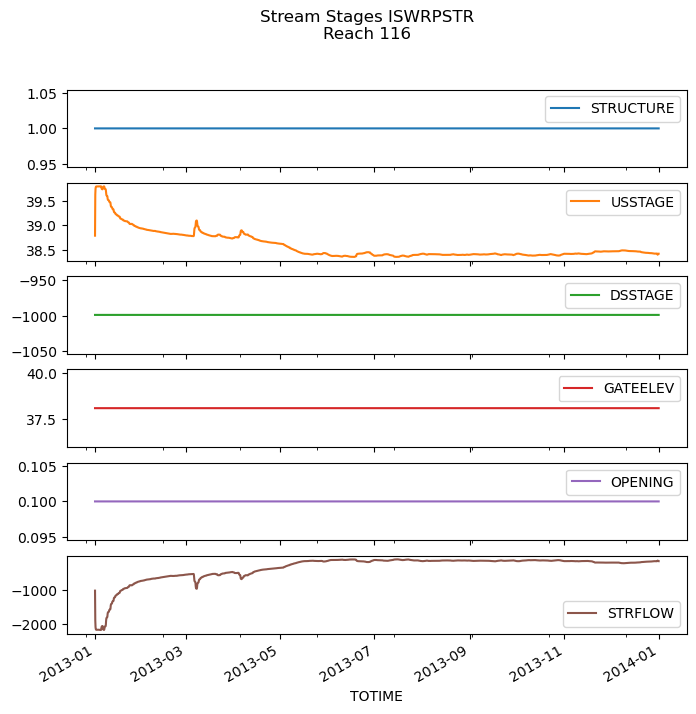 Stream Stages ISWRPSTR
Reach 116
1.05
1.00
0.95
STRUCTURE
39.5
39.0
38.5
USSTAGE
−950
−1000
−1050
DSSTAGE
40.0
37.5
GATEELEV
0.105
0.100
0.095
OPENING
−1000
−2000
STRFLOW
2013-01
2013-03
2013-05
2013-07
2013-09
2013-11
2014-01
TOTIME